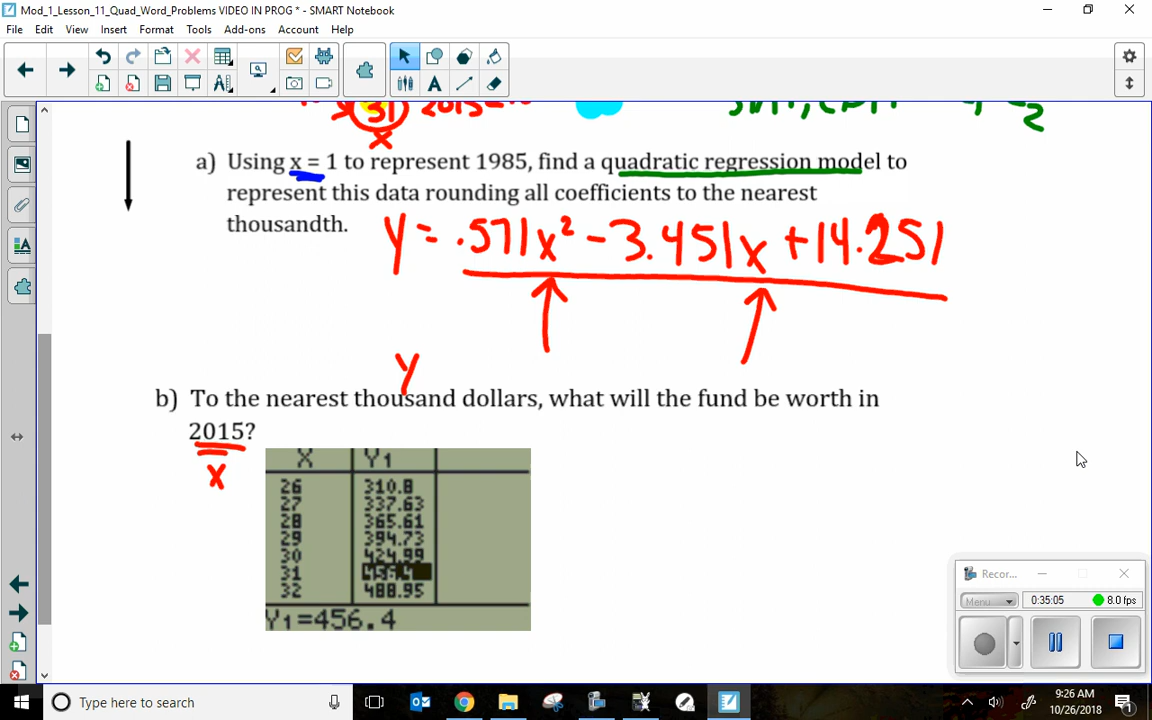 Mod_1_Lesson_11_Quad_Word_Problems VIDEO IN PROG * - SMART Notebook
File Edit View Insert Format Tools Add-ons Account Help
31 2015
x
a) Using x = 1 to represent 1985, find a quadratic regression model to
represent this data rounding all coefficients to the nearest
thousandth.
y = .571x² - 3.451x + 14.251
y
b) To the nearest thousand dollars, what will the fund be worth in
2015?
x
X Y1
26 310.8
27 337.63
28 365.61
29 394.73
30 424.99
31
32 488.95
Y1=456.4
Recor...
Menu 0:35:05 8.0 fps
Type here to search
9:26 AM
10/26/2018
1